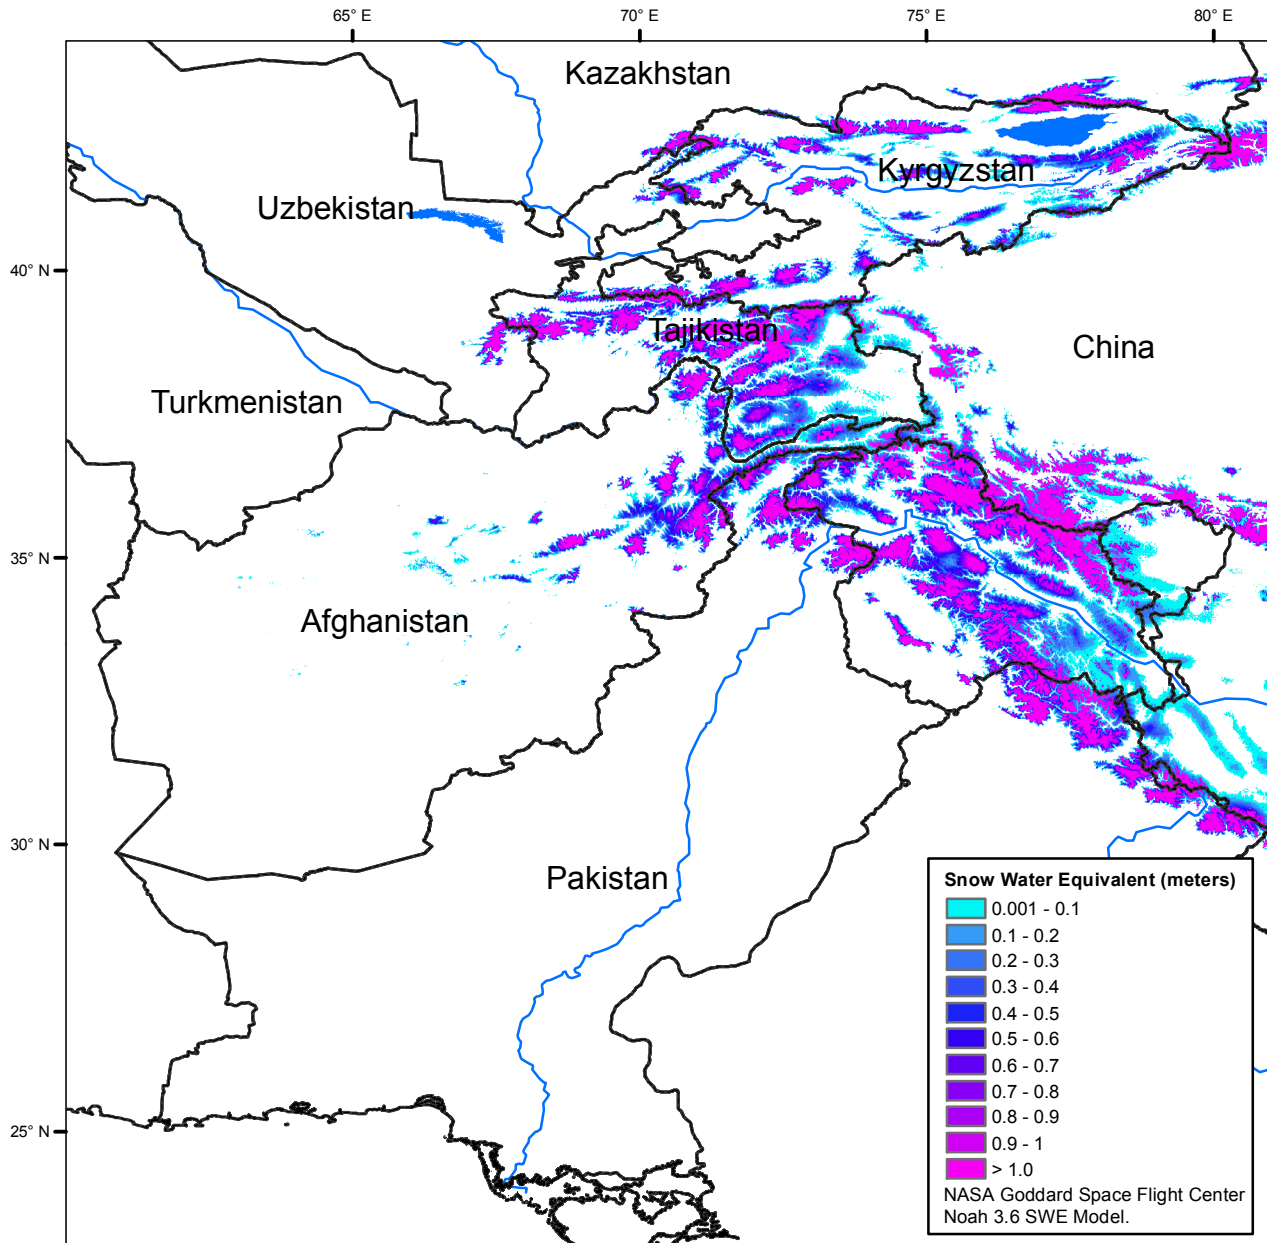 65° E
70° E
75° E
80° E
Kazakhstan
Kyrgyzstan
Uzbekistan
40° N
Tajikistan
China
Turkmenistan
35° N
Afghanistan
30° N
Pakistan
25° N
Snow Water Equivalent (meters)
0.001 - 0.1
0.1 - 0.2
0.2 - 0.3
0.3 - 0.4
0.4 - 0.5
0.5 - 0.6
0.6 - 0.7
0.7 - 0.8
0.8 - 0.9
0.9 - 1
> 1.0
NASA Goddard Space Flight Center
Noah 3.6 SWE Model.